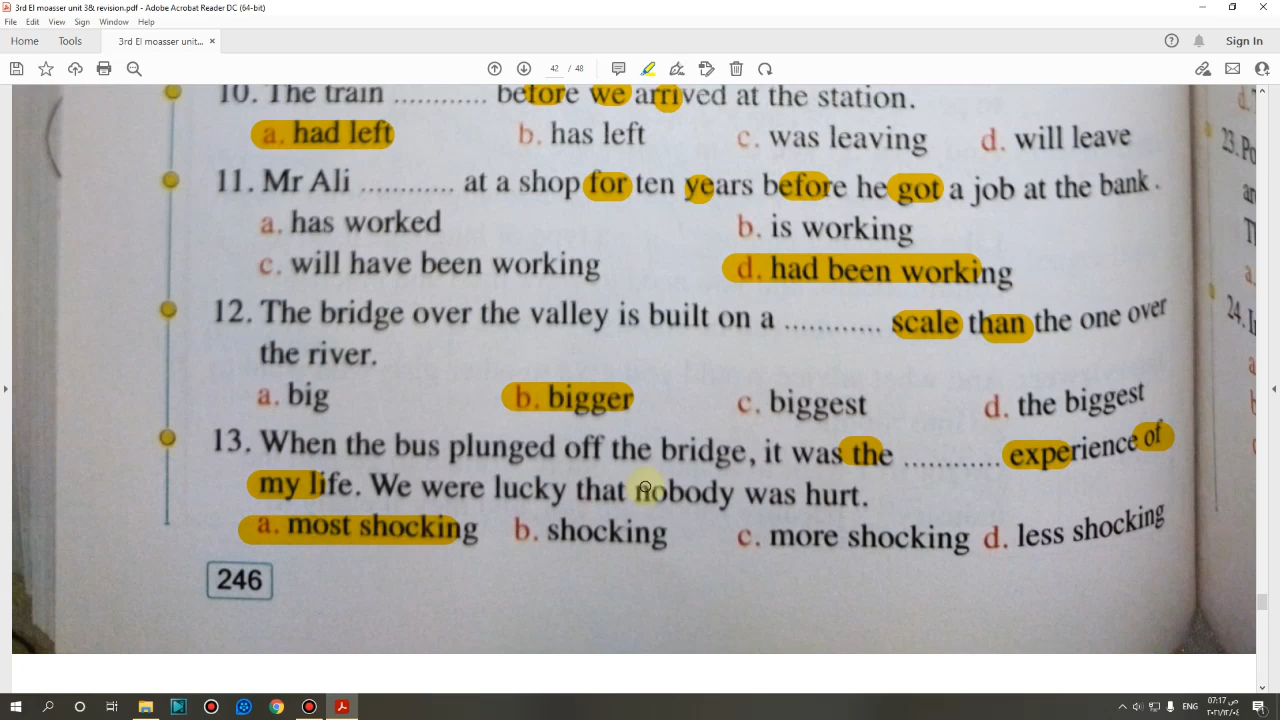 3rd El moasser unit 3& revision.pdf - Adobe Acrobat Reader DC (64-bit)
File Edit View Sign Window Help
Home Tools 3rd El moasser unit... × Sign In
42 / 48
10. The train ............ before we arrived at the station.
a. had left b. has left c. was leaving d. will leave
11. Mr Ali ............ at a shop for ten years before he got a job at the bank.
a. has worked b. is working
c. will have been working d. had been working
12. The bridge over the valley is built on a ............ scale than the one over
the river.
a. big b. bigger c. biggest d. the biggest
13. When the bus plunged off the bridge, it was the ............ experience of
my life. We were lucky that nobody was hurt.
a. most shocking b. shocking c. more shocking d. less shocking
246
23. Po
24.
ENG
07:17 ص
٢٠٢١/١٢/٠٤